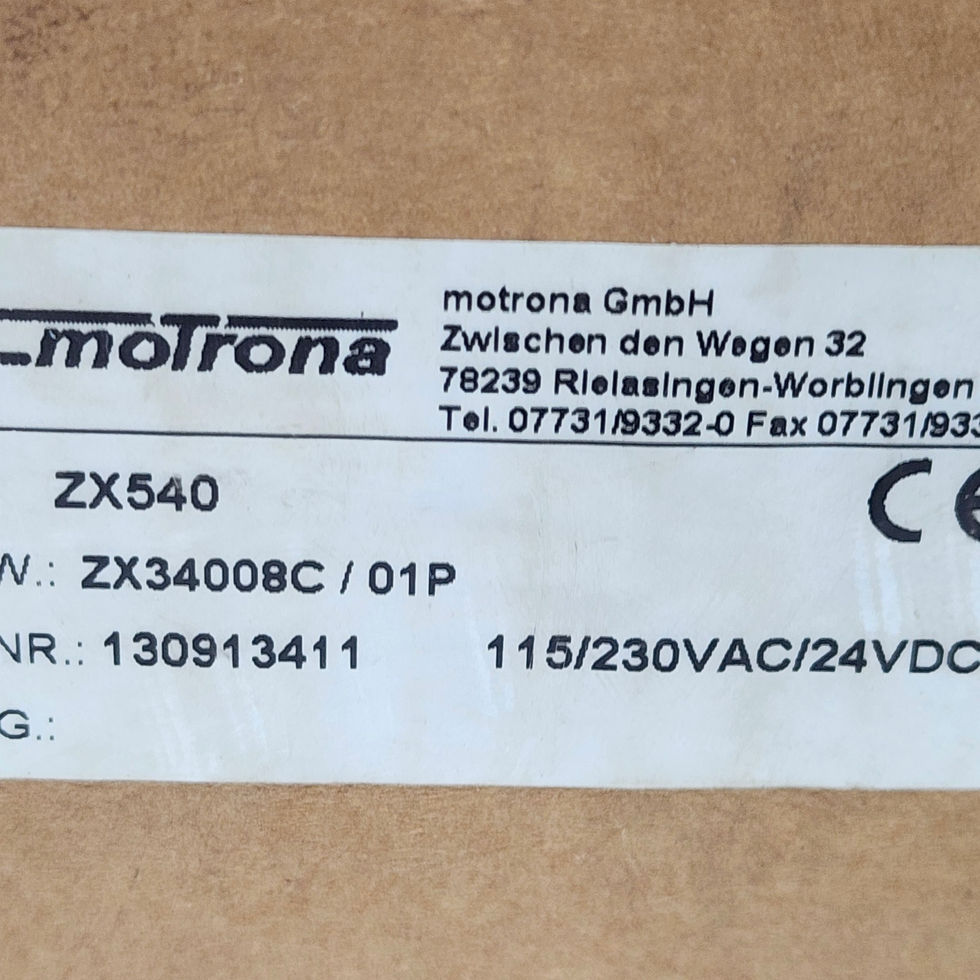 motrona
motrona GmbH
Zwischen den Wegen 32
78239 Rielasingen-Worblingen
Tel. 07731/9332-0 Fax 07731/933
ZX540
CE
W.: ZX34008C / 01P
NR.: 130913411 115/230VAC/24VDC
G.: